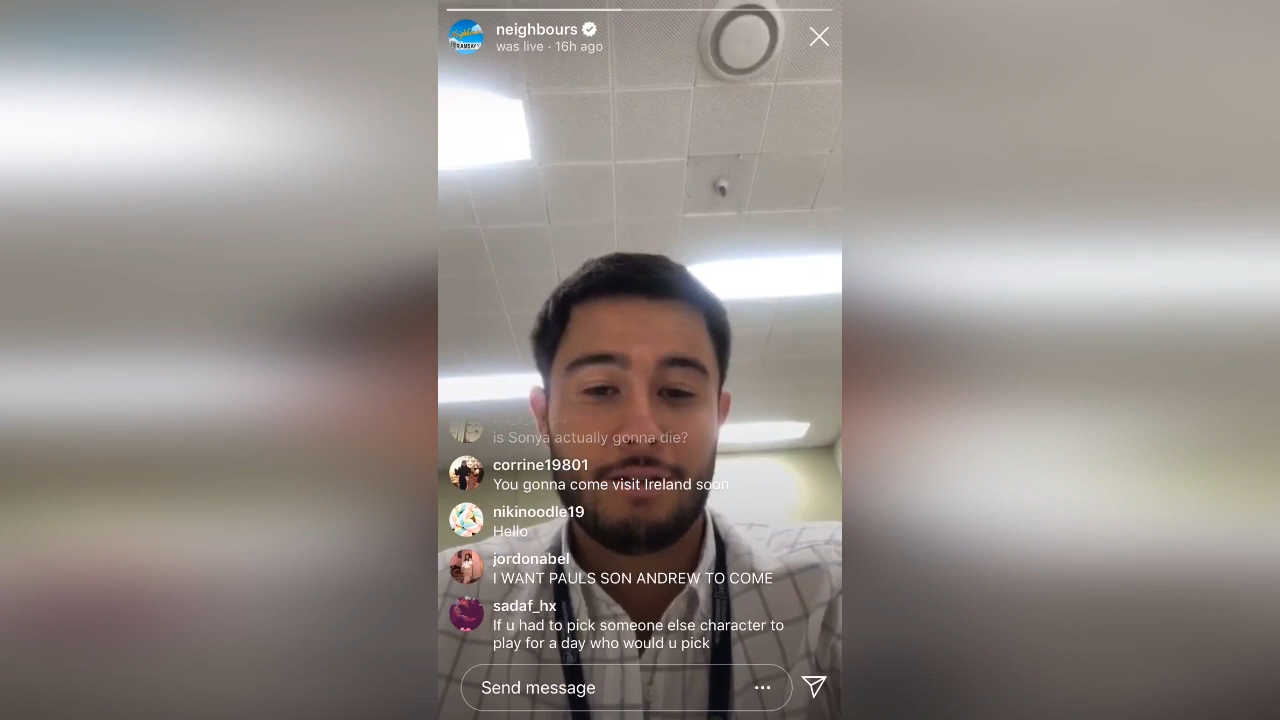 neighbours
was live · 16h ago
RAMSAY
is Sonya actually gonna die?
corrine19801
You gonna come visit Ireland soon
nikinoodle19
Hello
jordonabel
I WANT PAULS SON ANDREW TO COME
sadaf_hx
If u had to pick someone else character to
play for a day who would u pick
Send message